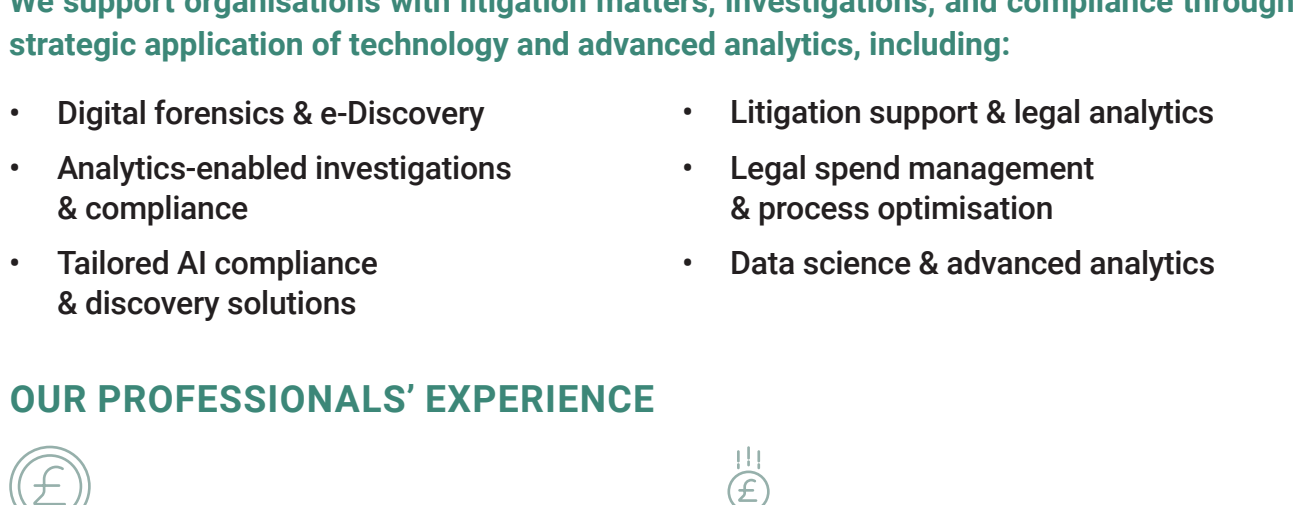 We support organisations with litigation matters, investigations, and compliance through
strategic application of technology and advanced analytics, including:
• Digital forensics & e-Discovery
• Analytics-enabled investigations
& compliance
• Tailored AI compliance
& discovery solutions
• Litigation support & legal analytics
• Legal spend management
& process optimisation
• Data science & advanced analytics
OUR PROFESSIONALS’ EXPERIENCE
£
£